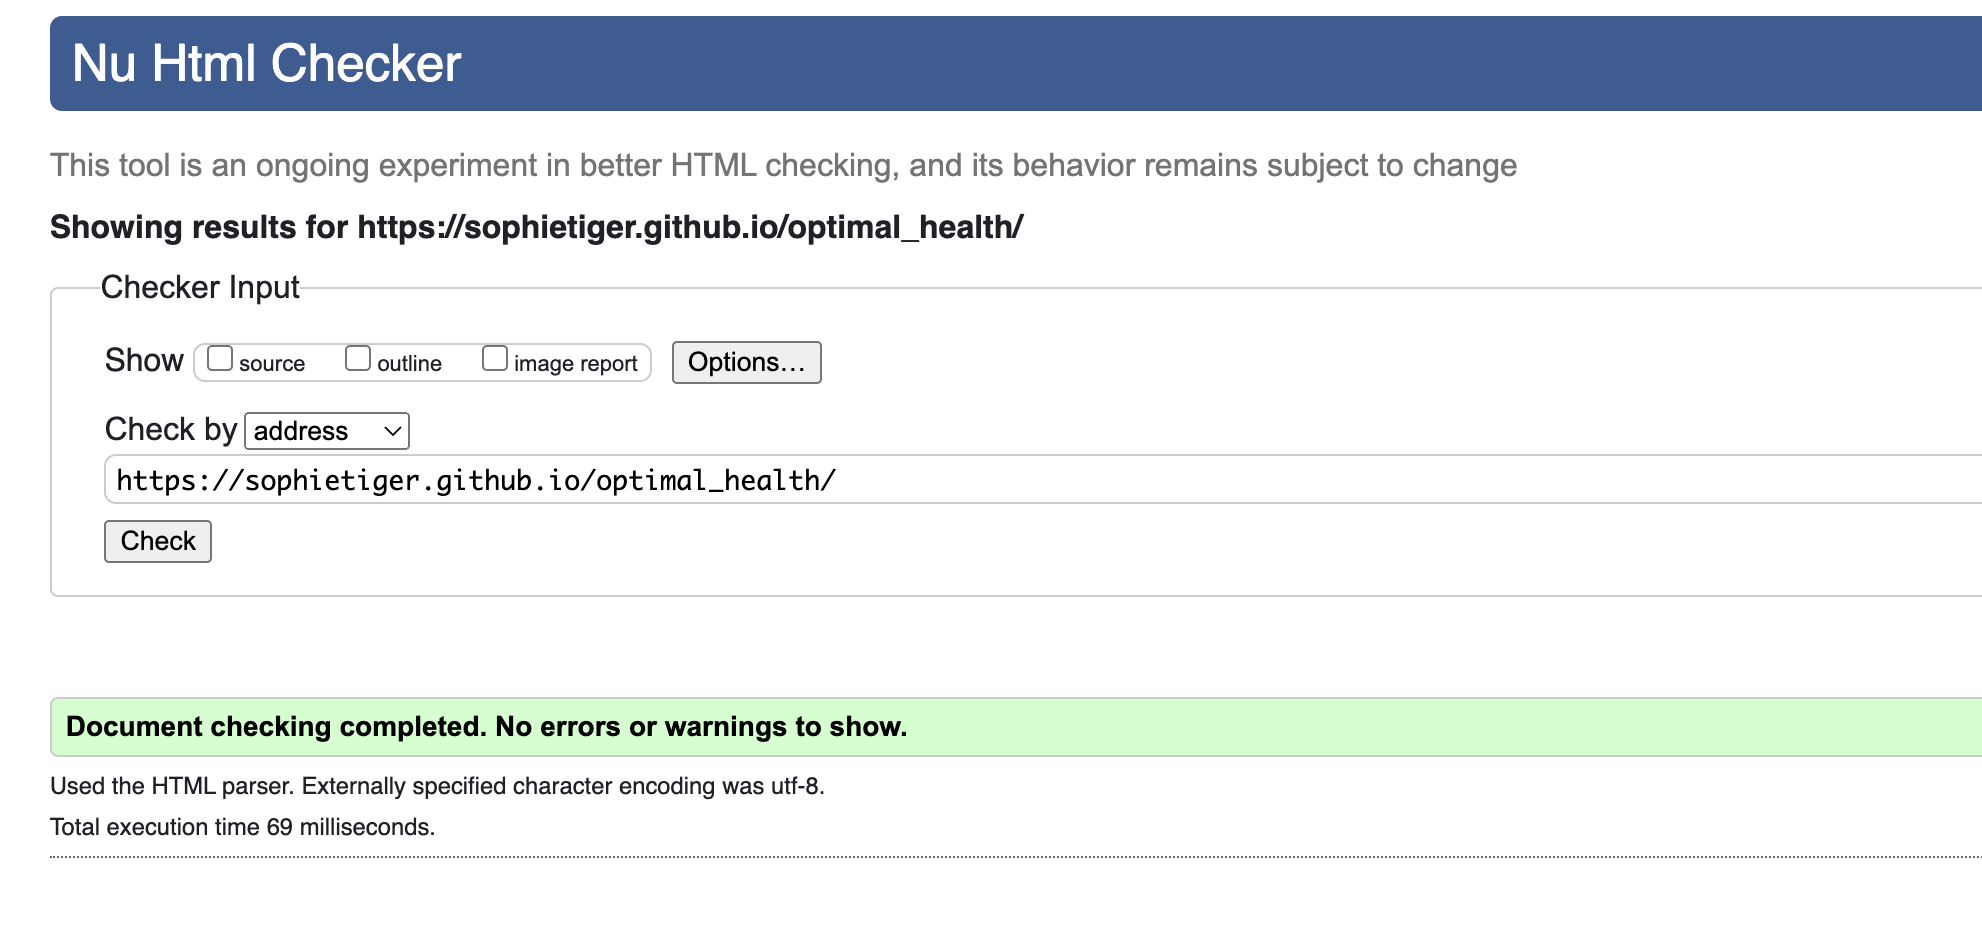 Nu Html Checker
This tool is an ongoing experiment in better HTML checking, and its behavior remains subject to change
Showing results for https://sophietiger.github.io/optimal_health/
Checker Input
Show source outline image report Options...
Check by address
https://sophietiger.github.io/optimal_health/
Check
Document checking completed. No errors or warnings to show.
Used the HTML parser. Externally specified character encoding was utf-8.
Total execution time 69 milliseconds.